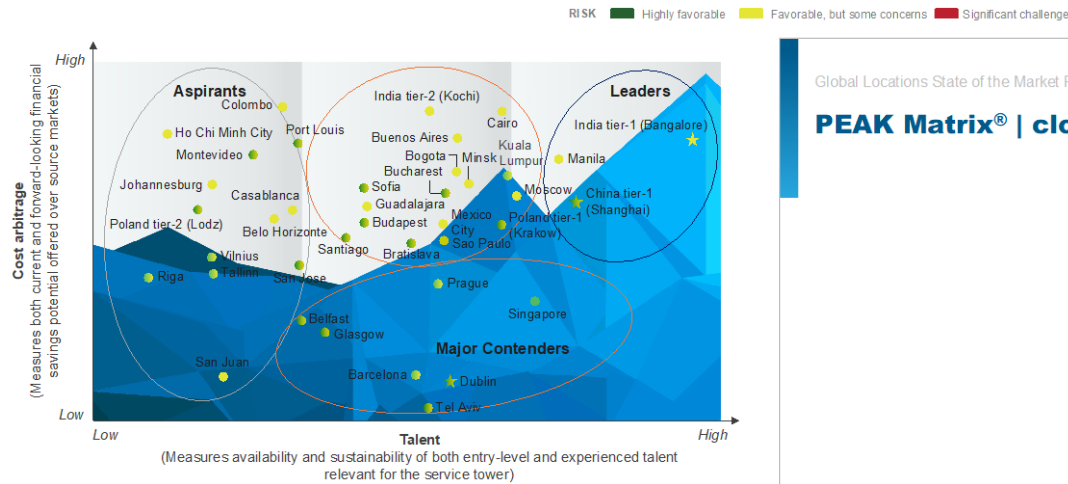 RISK Highly favorable Favorable, but some concerns Significant challenge
High
Aspirants
Leaders
Colombo
India tier-2 (Kochi)
Cairo
India tier-1 (Bangalore)
Ho Chi Minh City
Port Louis
Buenos Aires
Kuala
Lumpur
Montevideo
Bogota
Minsk
Manila
Bucharest
Johannesburg
Sofia
Moscow
China tier-1
(Shanghai)
Casablanca
Guadalajara
Poland tier-2 (Lodz)
Belo Horizonte
Budapest
Mexico
City
Poland tier-1
(Krakow)
Santiago
Sao Paulo
Bratislava
Vilnius
Riga
Tallinn
San Jose
Prague
Singapore
Belfast
Glasgow
Major Contenders
San Juan
Barcelona
Dublin
Tel Aviv
Low
Cost arbitrage
(Measures both current and forward-looking financial
savings potential offered over source markets)
Low
High
Talent
(Measures availability and sustainability of both entry-level and experienced talent
relevant for the service tower)
Global Locations State of the Market
PEAK Matrix® |